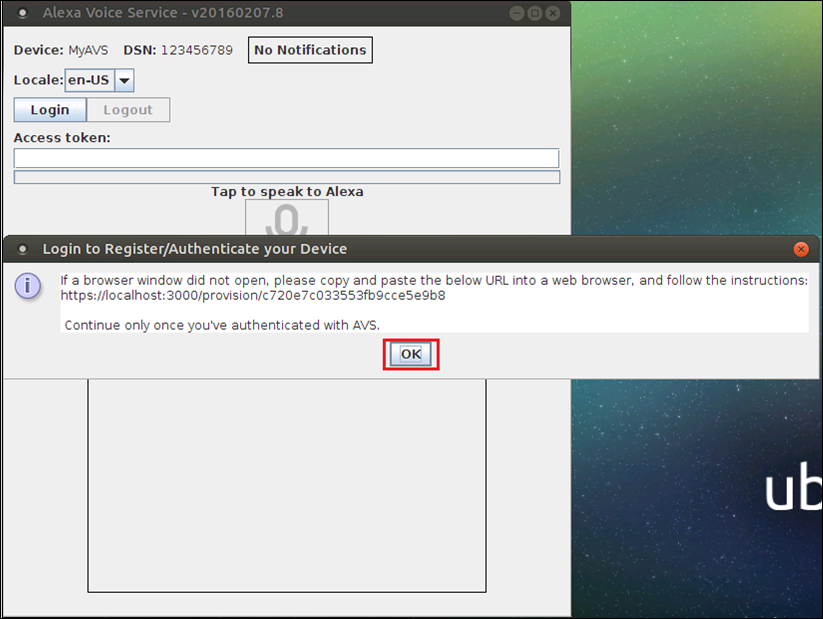 Alexa Voice Service - v20160207.8
Device: MyAVS DSN: 123456789 No Notifications
Locale: en-US
Login Logout
Access token:
Tap to speak to Alexa
Login to Register/Authenticate your Device
If a browser window did not open, please copy and paste the below URL into a web browser, and follow the instructions:
https://localhost:3000/provision/c720e7c033553fb9cce5e9b8
Continue only once you've authenticated with AVS.
OK
ub